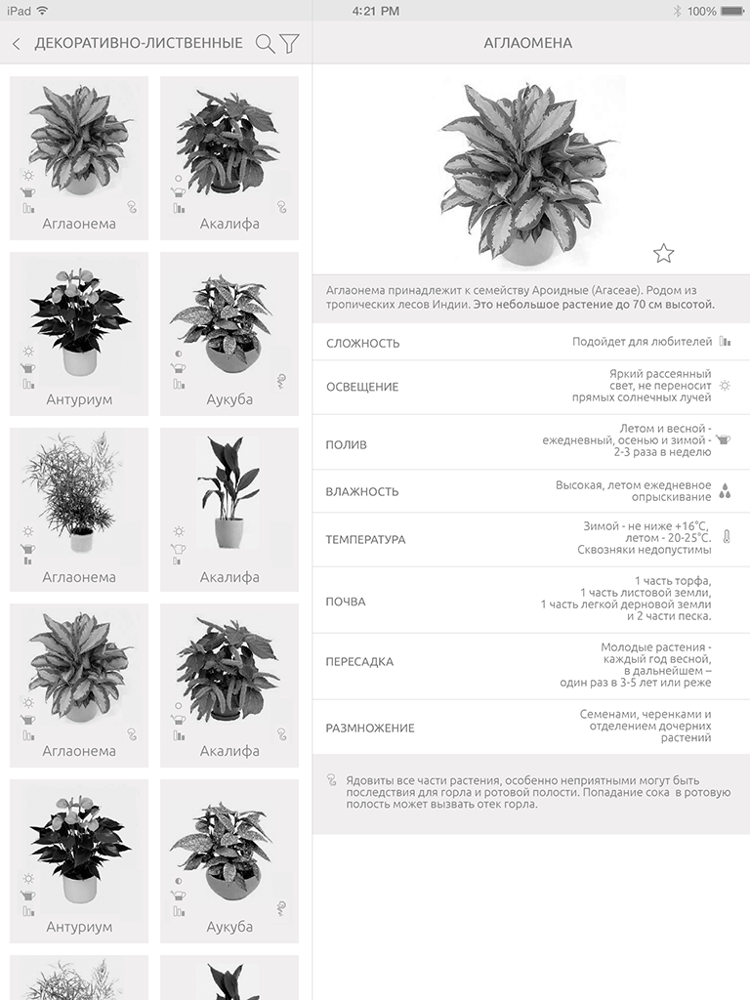 iPad
4:21 PM
100%
ДЕКОРАТИВНО-ЛИСТВЕННЫЕ
Аглаонема
Акалифа
Антуриум
Аукуба
Аглаонема
Акалифа
Аглаонема
Акалифа
Антуриум
Аукуба
АГЛАОМЕНА
Аглаонема принадлежит к семейству Ароидные (Araceae). Родом из
тропических лесов Индии. Это небольшое растение до 70 см высотой.
СЛОЖНОСТЬ
Подойдет для любителей
ОСВЕЩЕНИЕ
Яркий рассеянный
свет, не переносит
прямых солнечных лучей
ПОЛИВ
Летом и весной -
ежедневный, осенью и зимой -
2-3 раза в неделю
ВЛАЖНОСТЬ
Высокая, летом ежедневное
опрыскивание
ТЕМПЕРАТУРА
Зимой - не ниже +16°C,
летом - 20-25°C.
Сквозняки недопустимы
ПОЧВА
1 часть торфа,
1 часть листовой земли,
1 часть легкой дерновой земли
и 2 части песка.
ПЕРЕСАДКА
Молодые растения -
каждый год весной,
в дальнейшем –
один раз в 3-5 лет или реже
РАЗМНОЖЕНИЕ
Семенами, черенками и
отделением дочерних
растений
Ядовиты все части растения, особенно неприятными могут быть
последствия для горла и ротовой полости. Попадание сока в ротовую
полость может вызвать отек горла.